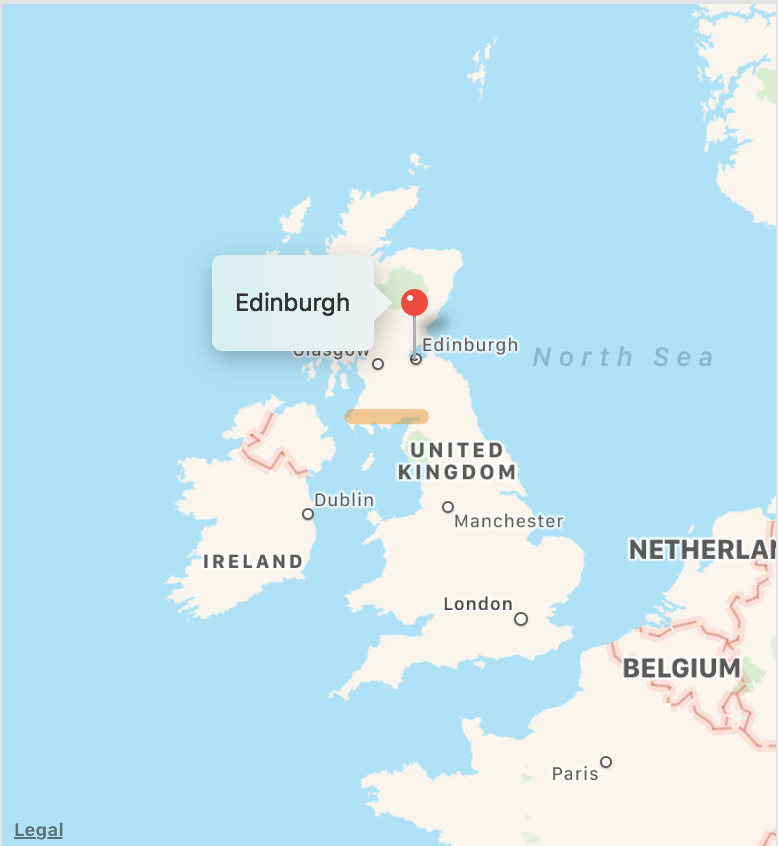 Edinburgh
Edinburgh
Glasgow
North Sea
UNITED
KINGDOM
Dublin
Manchester
IRELAND
NETHERLAN
London
BELGIUM
Paris
Legal